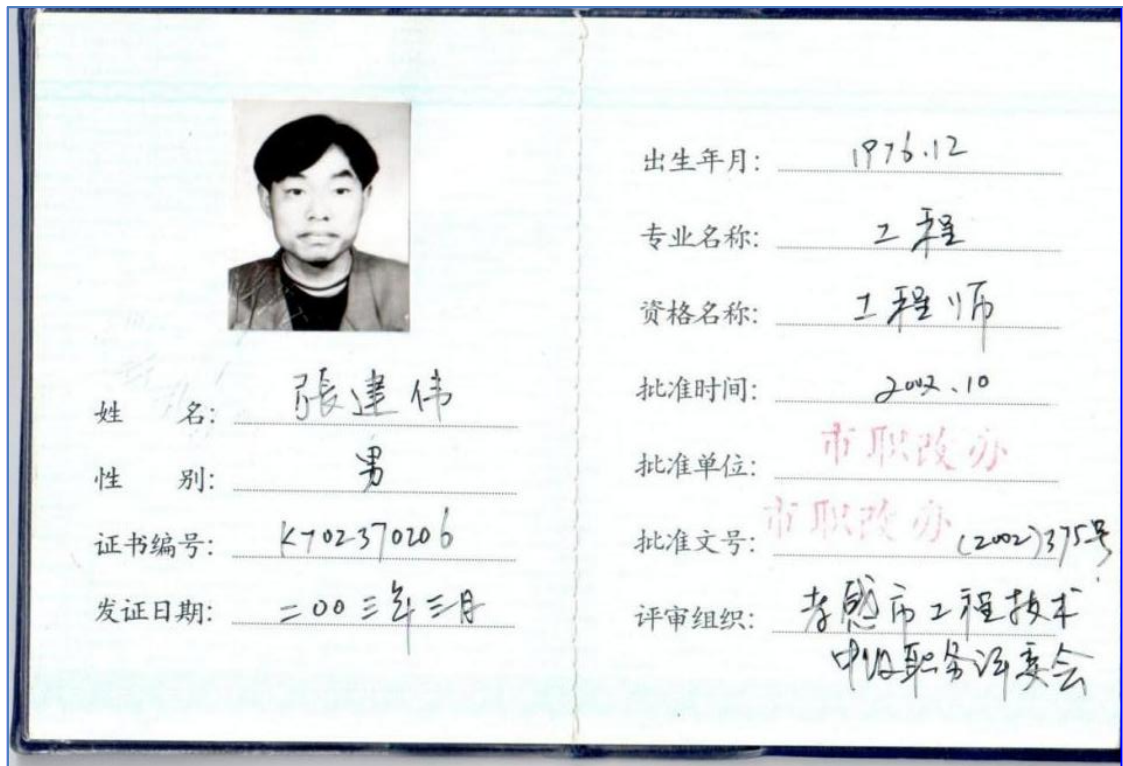 姓 名: 張建伟
性 别: 男
证书编号: K702370206
发证日期: 二00三年三月
出生年月: 1976.12
专业名称: 工程
资格名称: 工程师
批准时间: 2002.10
批准单位: 市职改办
批准文号: 市职改办(2002)375号
评审组织: 孝感市工程技术
中级职务评委会